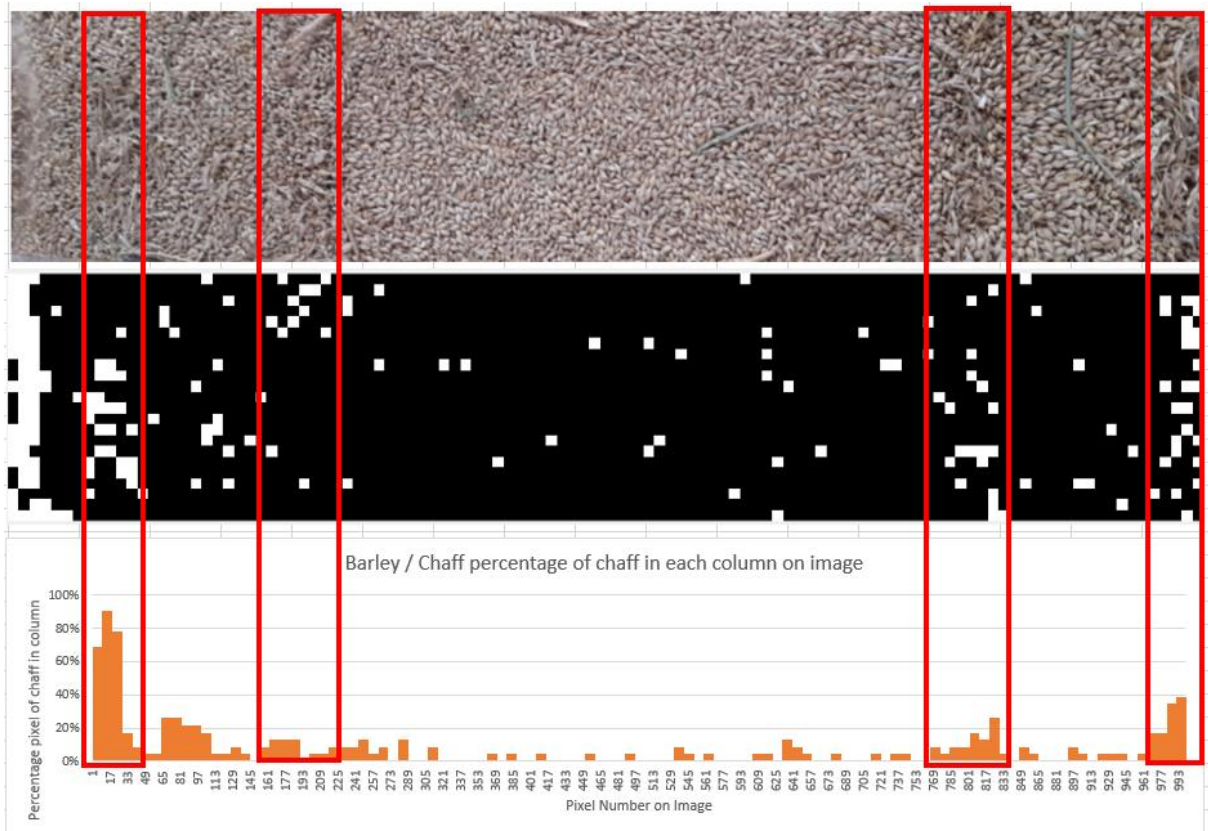 Barley / Chaff percentage of chaff in each column on image
Percentage pixel of chaff in column
100%
80%
60%
40%
20%
0%
1 17 33 49 65 81 97 113 129 145 161 177 193 209 225 241 257 273 289 305 321 337 353 369 385 401 417 433 449 465 481 497 513 529 545 561 577 593 609 625 641 657 673 689 705 721 737 753 769 785 801 817 833 849 865 881 897 913 929 945 961 977 993
Pixel Number on Image